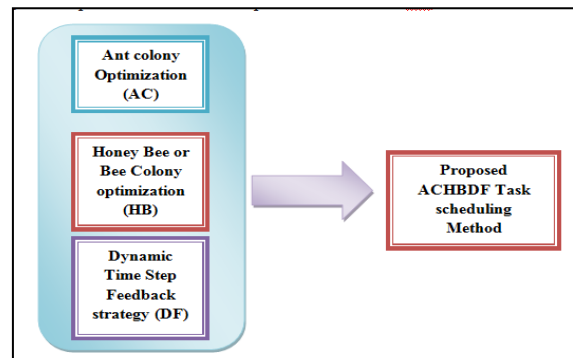 Ant colony
Optimization
(AC)
Honey Bee or
Bee Colony
optimization
(HB)
Dynamic
Time Step
Feedback
strategy (DF)
Proposed
ACHBDF Task
scheduling
Method